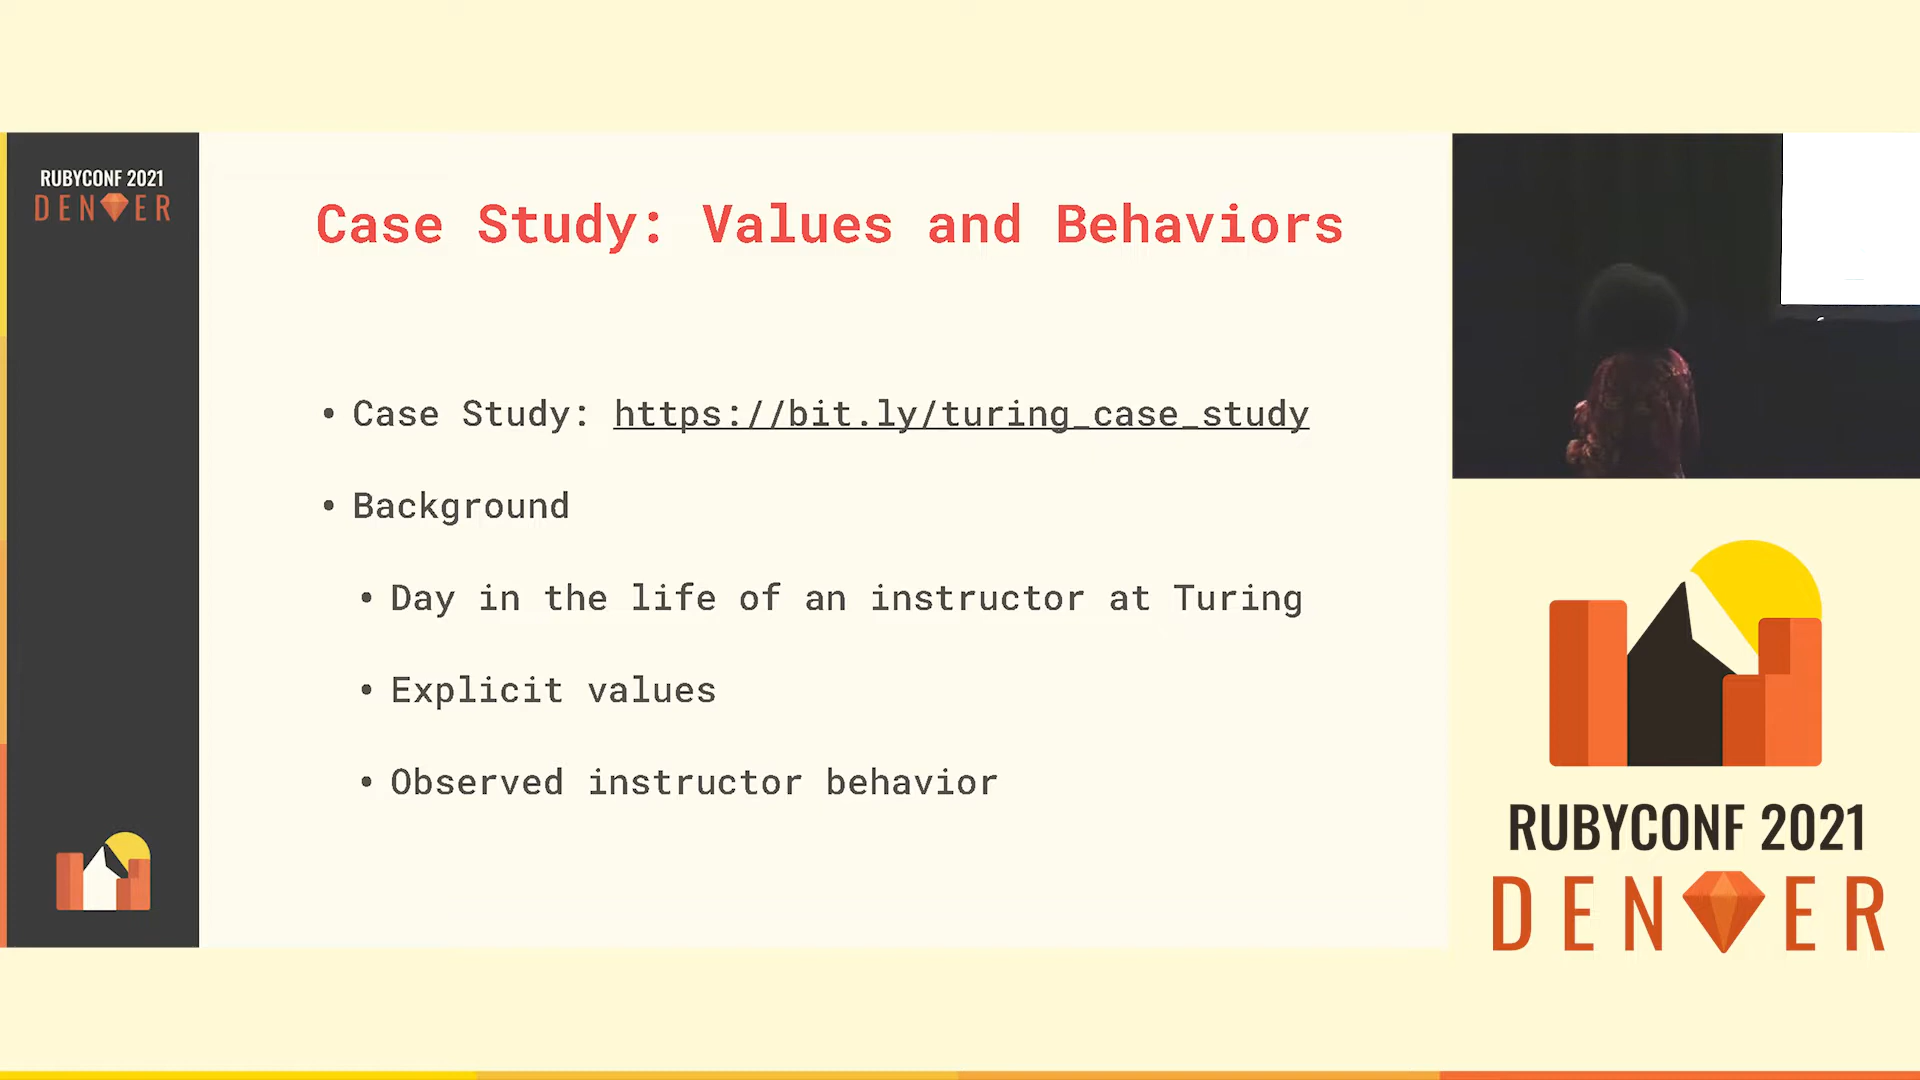 RUBYCONF 2021
DENVER
Case Study: Values and Behaviors
• Case Study: https://bit.ly/turing_case_study
• Background
• Day in the life of an instructor at Turing
• Explicit values
• Observed instructor behavior
RUBYCONF 2021
DENVER